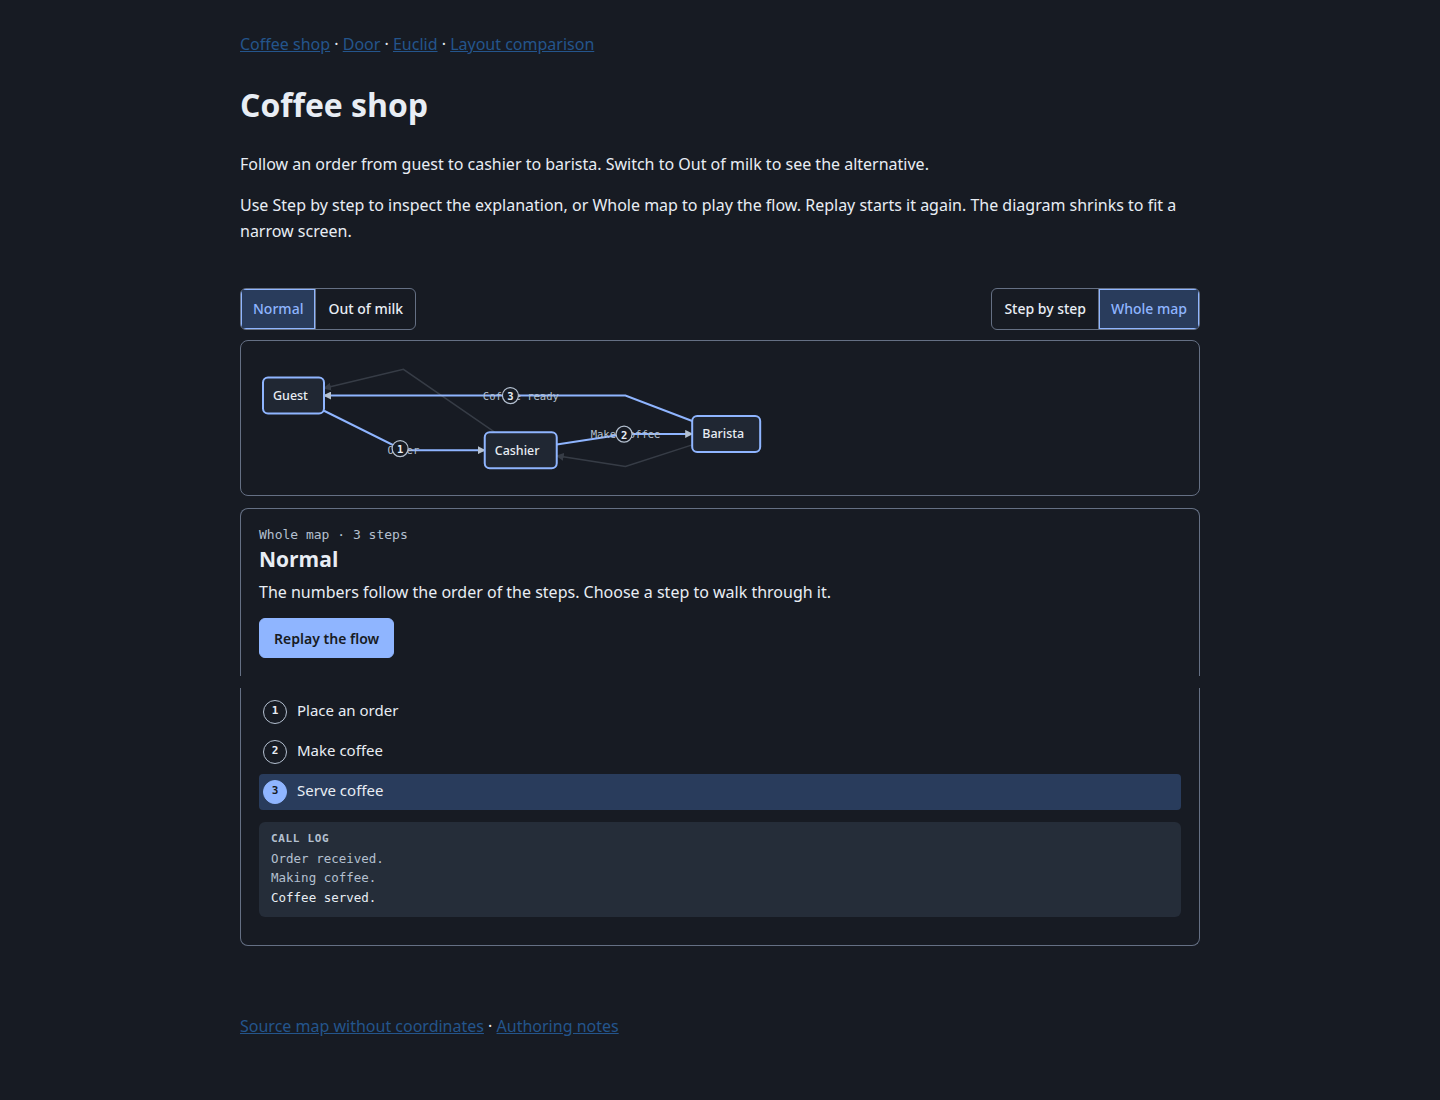 Coffee shop · Door · Euclid · Layout comparison
Coffee shop
Follow an order from guest to cashier to barista. Switch to Out of milk to see the alternative.
Use Step by step to inspect the explanation, or Whole map to play the flow. Replay starts it again. The diagram shrinks to fit a
narrow screen.
Normal Out of milk
Step by step Whole map
Guest
3 ready
Make 2
Barista
1
Cashier
Whole map · 3 steps
Normal
The numbers follow the order of the steps. Choose a step to walk through it.
Replay the flow
1 Place an order
2 Make coffee
3 Serve coffee
CALL LOG
Order received.
Making coffee.
Coffee served.
Source map without coordinates · Authoring notes